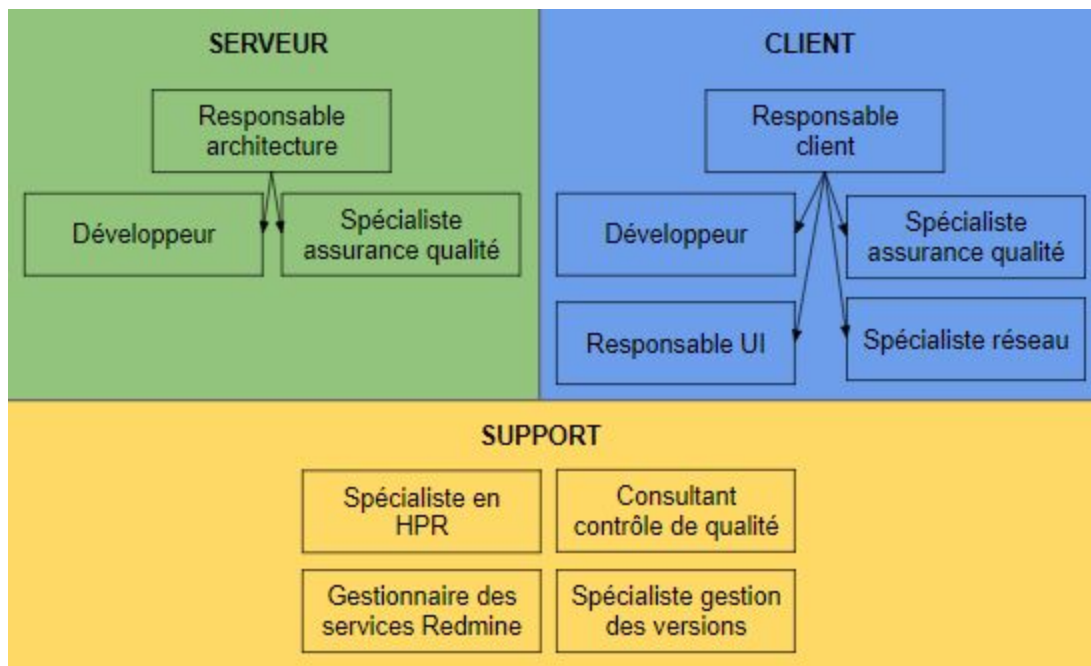 SERVEUR
Responsable
architecture
Développeur
Spécialiste
assurance qualité
CLIENT
Responsable
client
Développeur
Spécialiste
assurance qualité
Responsable UI
Spécialiste réseau
SUPPORT
Spécialiste en
HPR
Consultant
contrôle de qualité
Gestionnaire des
services Redmine
Spécialiste gestion
des versions